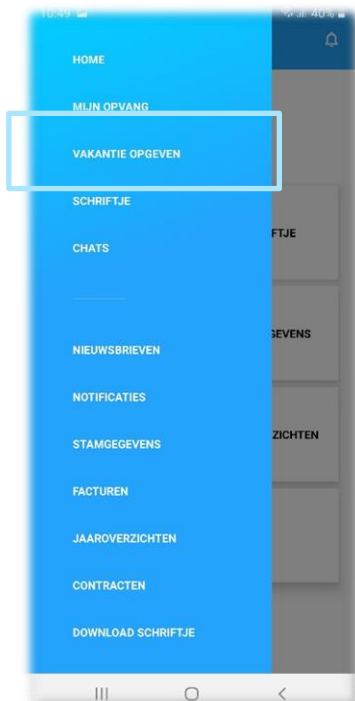 10:49 40%
HOME
MIJN OPVANG
VAKANTIE OPGEVEN
SCHRIFTJE
FTJE
CHATS
GEVENS
NIEUWSBRIEVEN
NOTIFICATIES
ZICHTEN
STAMGEGEVENS
FACTUREN
JAAROVERZICHTEN
CONTRACTEN
DOWNLOAD SCHRIFTJE